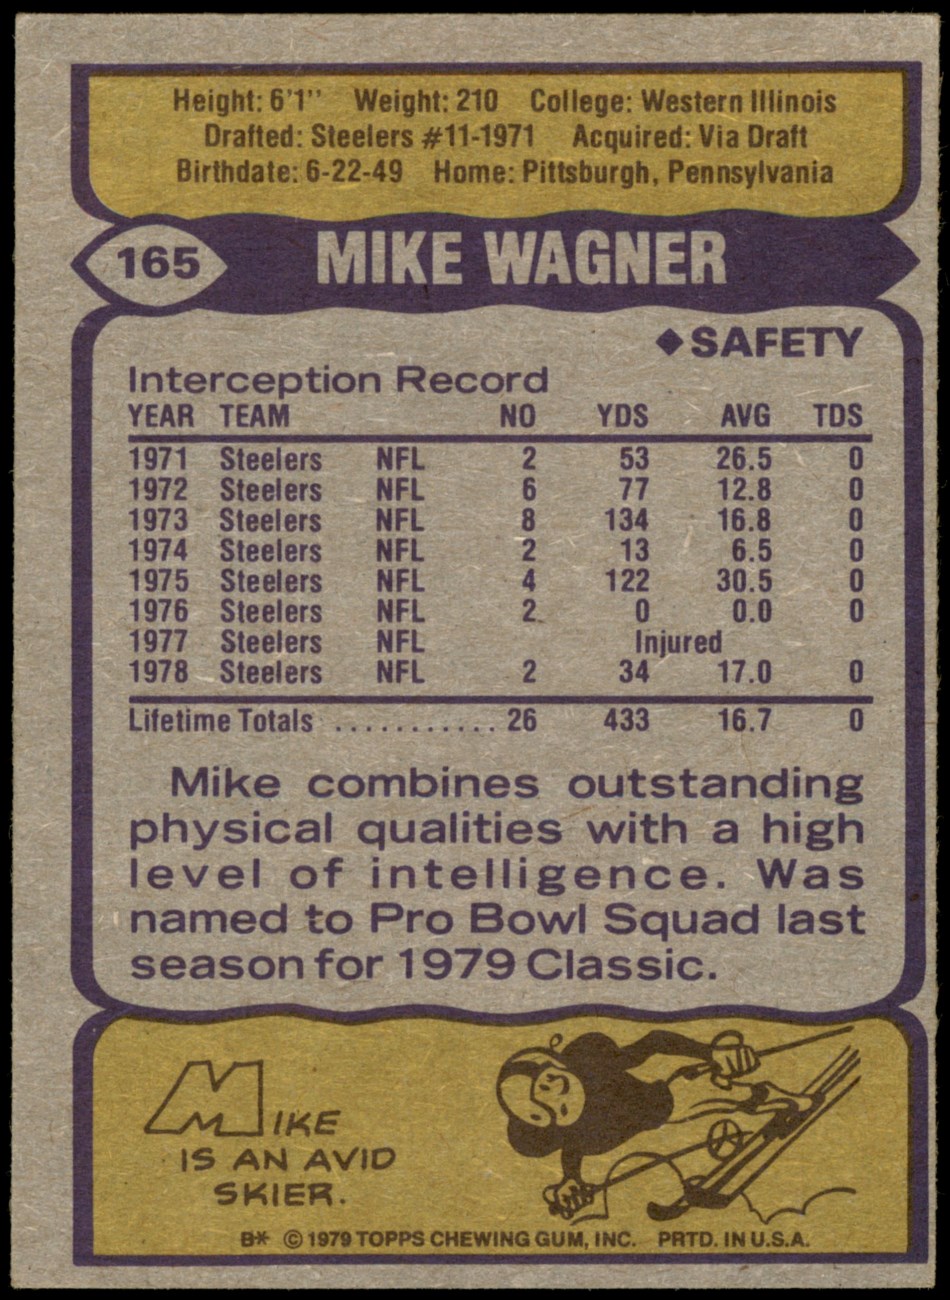 Height: 6'1'' Weight: 210 College: Western Illinois
Drafted: Steelers #11-1971 Acquired: Via Draft
Birthdate: 6-22-49 Home: Pittsburgh, Pennsylvania
165 MIKE WAGNER
◆SAFETY
Interception Record
YEAR TEAM NO YDS AVG TDS
1971 Steelers NFL 2 53 26.5 0
1972 Steelers NFL 6 77 12.8 0
1973 Steelers NFL 8 134 16.8 0
1974 Steelers NFL 2 13 6.5 0
1975 Steelers NFL 4 122 30.5 0
1976 Steelers NFL 2 0 0.0 0
1977 Steelers NFL Injured
1978 Steelers NFL 2 34 17.0 0
Lifetime Totals ........... 26 433 16.7 0
Mike combines outstanding
physical qualities with a high
level of intelligence. Was
named to Pro Bowl Squad last
season for 1979 Classic.
MIKE
IS AN AVID
SKIER.
B* © 1979 TOPPS CHEWING GUM, INC. PRTD. IN U.S.A.